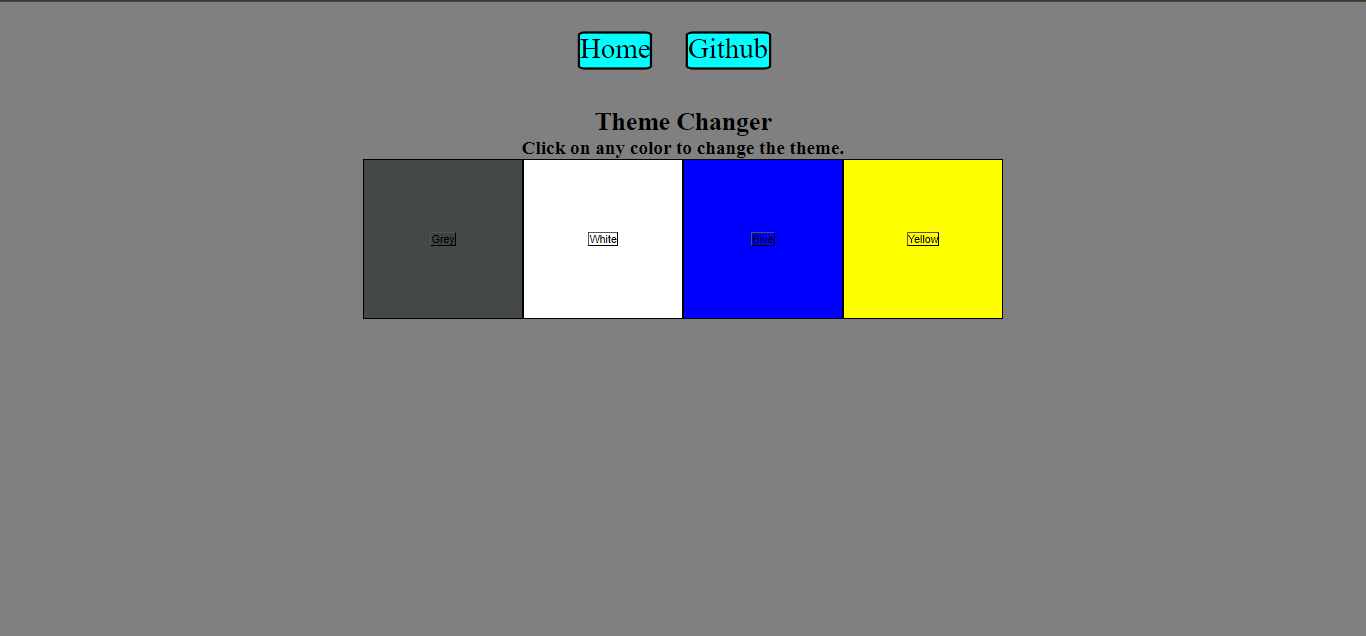 Home Github
Theme Changer
Click on any color to change the theme.
Grey White Blue Yellow